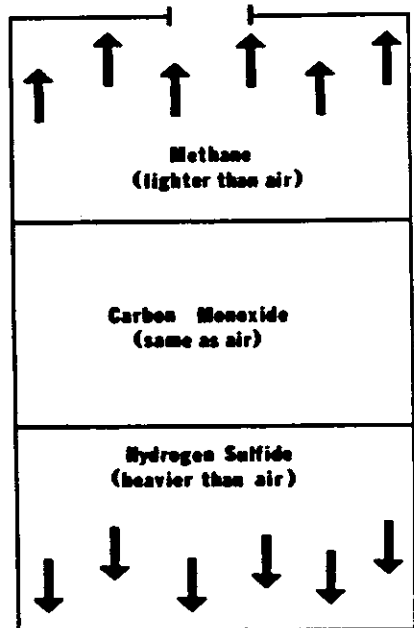 Methane
(lighter than air)
Carbon Monoxide
(same as air)
Hydrogen Sulfide
(heavier than air)